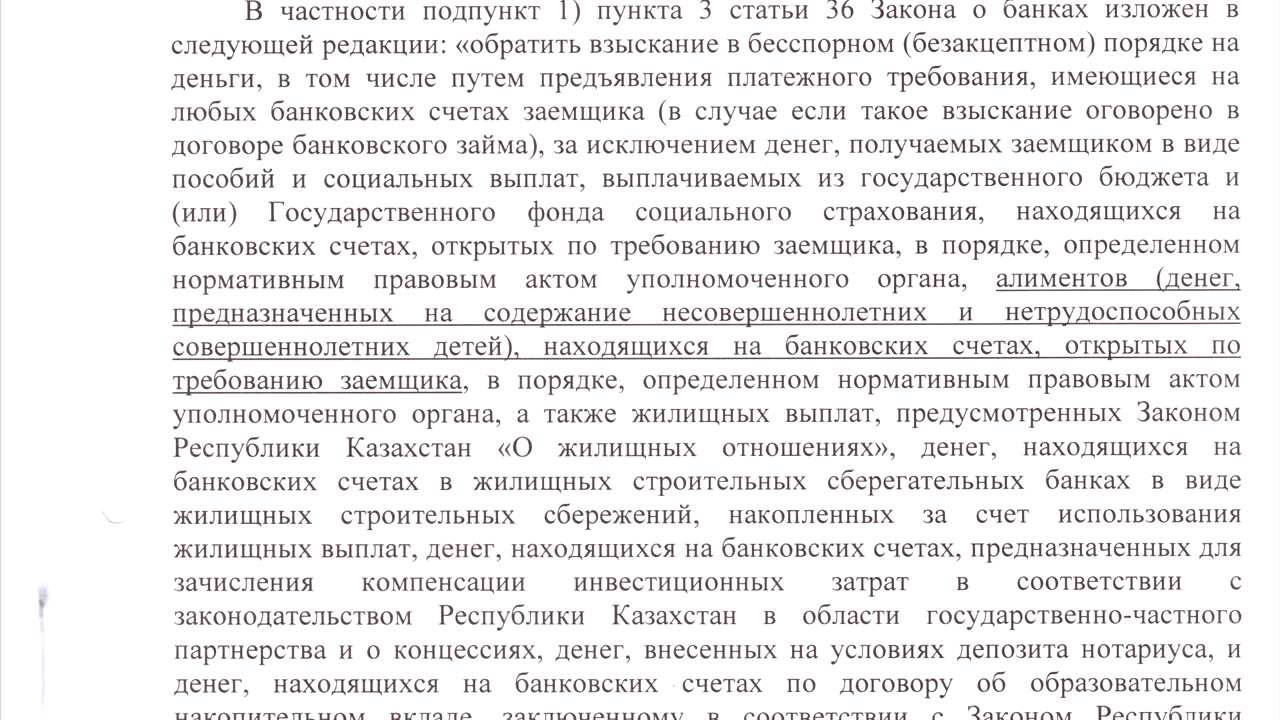 В частности подпункт 1) пункта 3 статьи 36 Закона о банках изложен в
следующей редакции: «обратить взыскание в бесспорном (безакцептном) порядке на
деньги, в том числе путем предъявления платежного требования, имеющиеся на
любых банковских счетах заемщика (в случае если такое взыскание оговорено в
договоре банковского займа), за исключением денег, получаемых заемщиком в виде
пособий и социальных выплат, выплачиваемых из государственного бюджета и
(или) Государственного фонда социального страхования, находящихся на
банковских счетах, открытых по требованию заемщика, в порядке, определенном
нормативным правовым актом уполномоченного органа, алиментов (денег,
предназначенных на содержание несовершеннолетних и нетрудоспособных
совершеннолетних детей), находящихся на банковских счетах, открытых по
требованию заемщика, в порядке, определенном нормативным правовым актом
уполномоченного органа, а также жилищных выплат, предусмотренных Законом
Республики Казахстан «О жилищных отношениях», денег, находящихся на
банковских счетах в жилищных строительных сберегательных банках в виде
жилищных строительных сбережений, накопленных за счет использования
жилищных выплат, денег, находящихся на банковских счетах, предназначенных для
зачисления компенсации инвестиционных затрат в соответствии с
законодательством Республики Казахстан в области государственно-частного
партнерства и о концессиях, денег, внесенных на условиях депозита нотариуса, и
денег, находящихся на банковских счетах по договору об образовательном
накопительном вкладе, заключенному в соответствии с Законом Республики